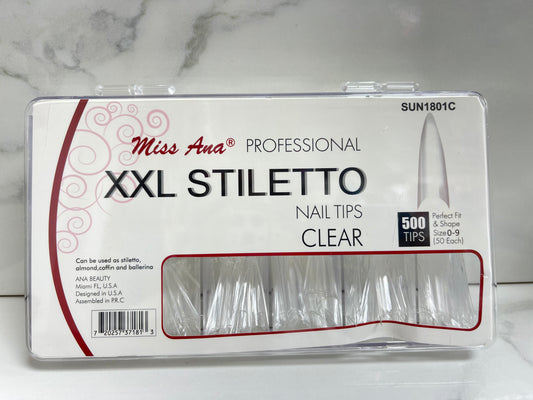 SUN1801C
Miss Ana® PROFESSIONAL
XXL STILETTO
NAIL TIPS
CLEAR
500
TIPS
Perfect Fit
& Shape
Size 0-9
(50 Each)
Can be used as stiletto,
almond,coffin and ballerina
ANA BEAUTY
Miami FL, U.S.A
Designed in U.S.A
Assembled in P.R.C
7 20257 37181 3